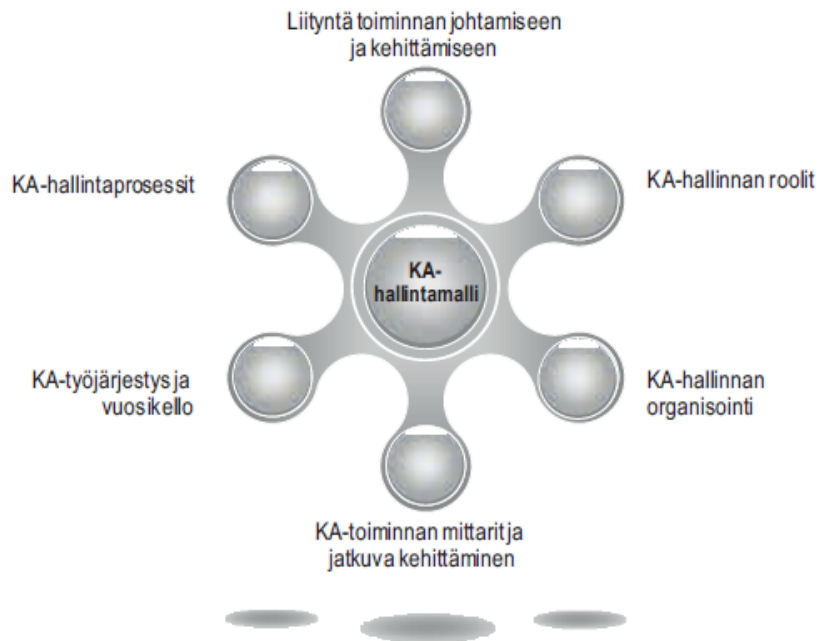 Liityntä toiminnan johtamiseen
ja kehittämiseen
KA-hallintaprosessit
KA-hallinnan roolit
KA-
hallintamalli
KA-työjärjestys ja
vuosikello
KA-hallinnan
organisointi
KA-toiminnan mittarit ja
jatkuva kehittäminen